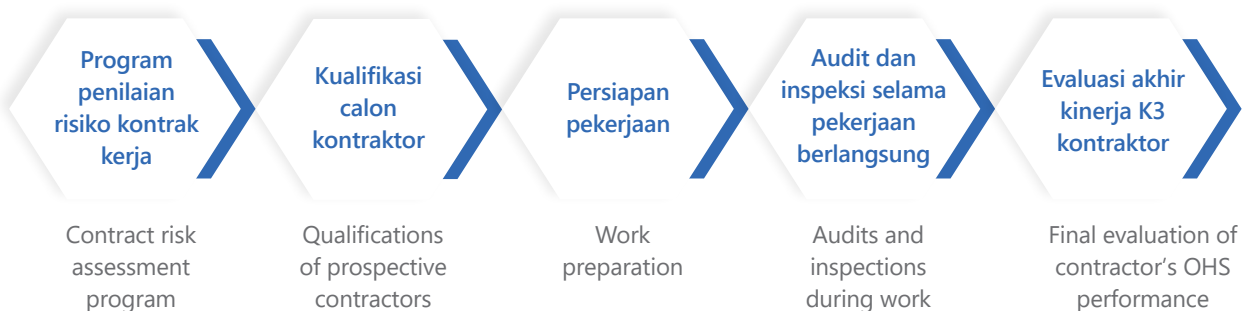 Program
penilaian
risiko kontrak
kerja
Kualifikasi
calon
kontraktor
Persiapan
pekerjaan
Audit dan
inspeksi selama
pekerjaan
berlangsung
Evaluasi akhir
kinerja K3
kontraktor
Contract risk
assessment
program
Qualifications
of prospective
contractors
Work
preparation
Audits and
inspections
during work
Final evaluation of
contractor's OHS
performance